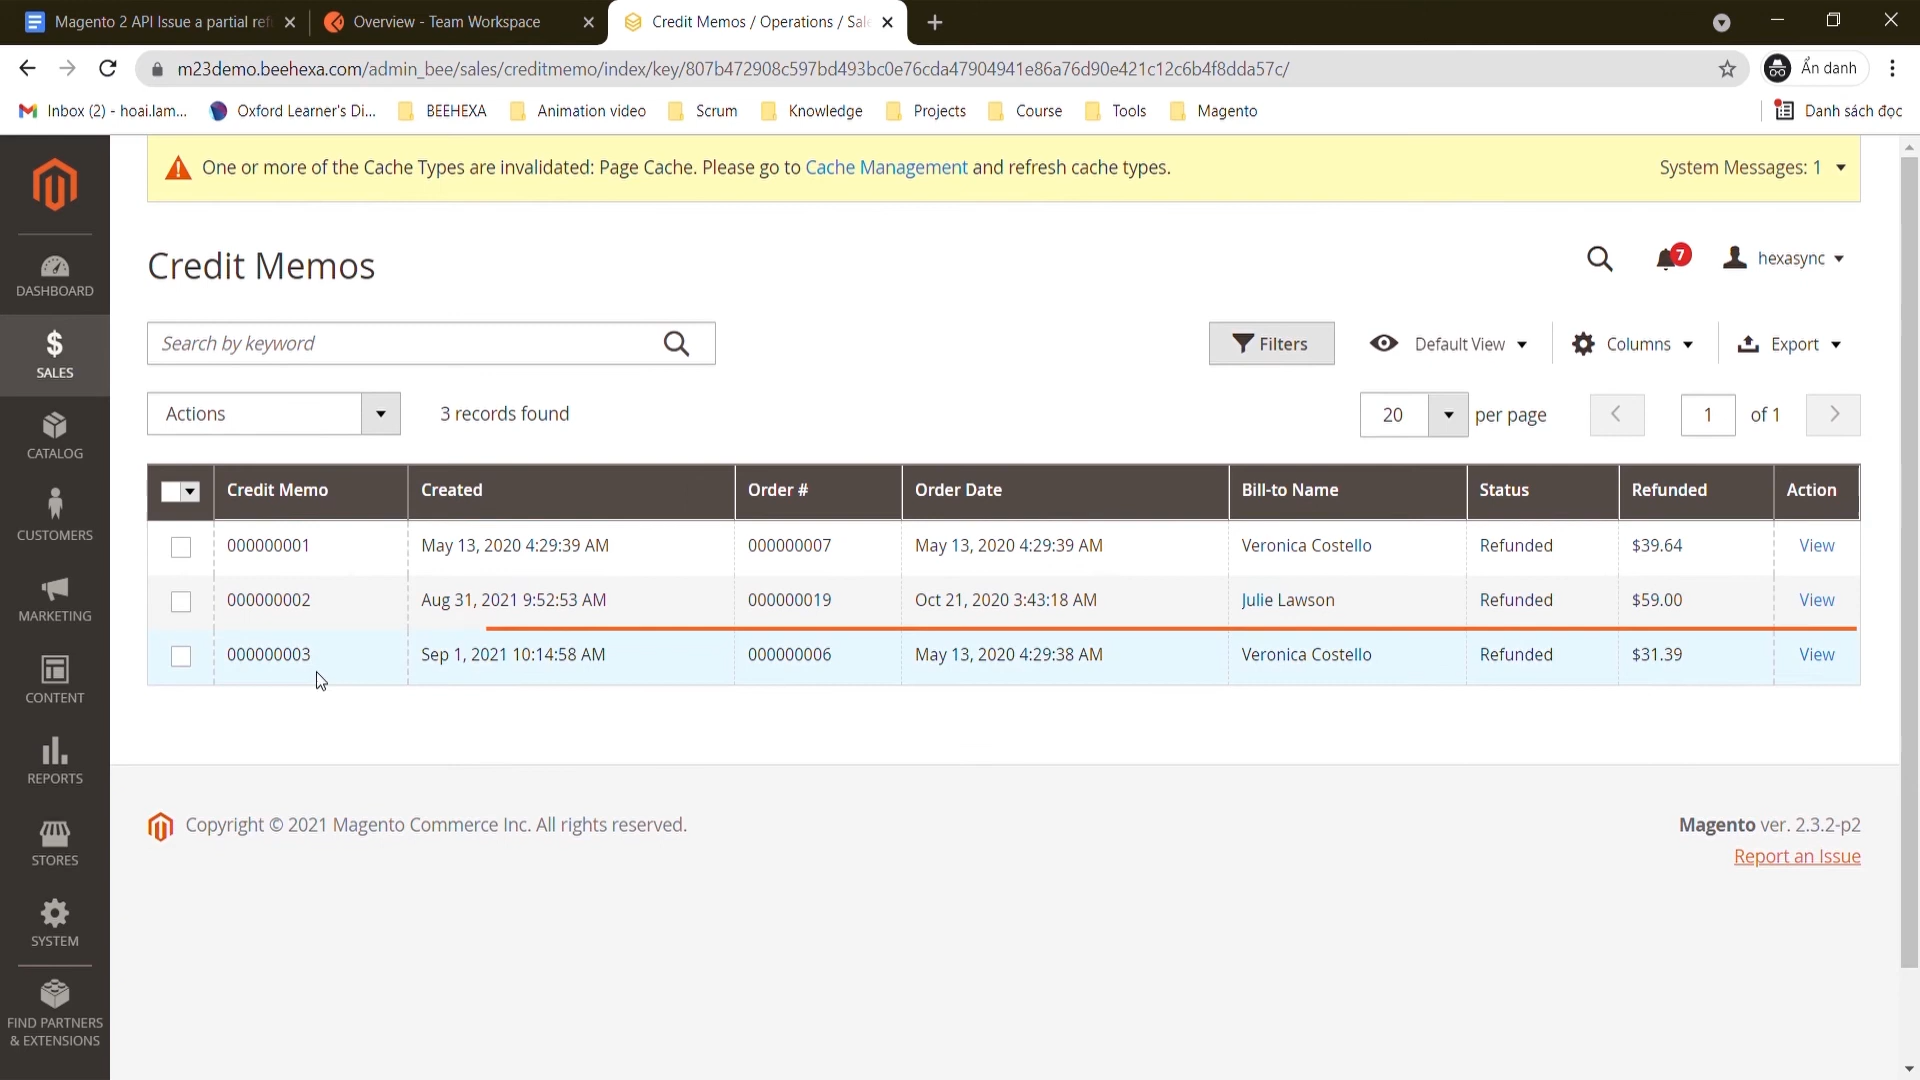 Magento 2 API Issue a partial ref
Overview - Team Workspace
Credit Memos / Operations / Sal
m23demo.beehexa.com/admin_bee/sales/creditmemo/index/key/807b472908c597bd493bc0e76cda47904941e86a76d90e421c12c6b4f8dda57c/
Ẩn danh
Inbox (2) - hoai.lam... Oxford Learner's Di... BEEHEXA Animation video Scrum Knowledge Projects Course Tools Magento Danh sách đọc
One or more of the Cache Types are invalidated: Page Cache. Please go to Cache Management and refresh cache types.
System Messages: 1
Credit Memos
7
hexasync
Search by keyword
Filters
Default View
Columns
Export
Actions
3 records found
20 per page
1 of 1
Credit Memo Created Order # Order Date Bill-to Name Status Refunded Action
000000001 May 13, 2020 4:29:39 AM 000000007 May 13, 2020 4:29:39 AM Veronica Costello Refunded $39.64 View
000000002 Aug 31, 2021 9:52:53 AM 000000019 Oct 21, 2020 3:43:18 AM Julie Lawson Refunded $59.00 View
000000003 Sep 1, 2021 10:14:58 AM 000000006 May 13, 2020 4:29:38 AM Veronica Costello Refunded $31.39 View
DASHBOARD
$
SALES
CATALOG
CUSTOMERS
MARKETING
CONTENT
REPORTS
STORES
SYSTEM
FIND PARTNERS
& EXTENSIONS
Copyright © 2021 Magento Commerce Inc. All rights reserved.
Magento ver. 2.3.2-p2
Report an Issue